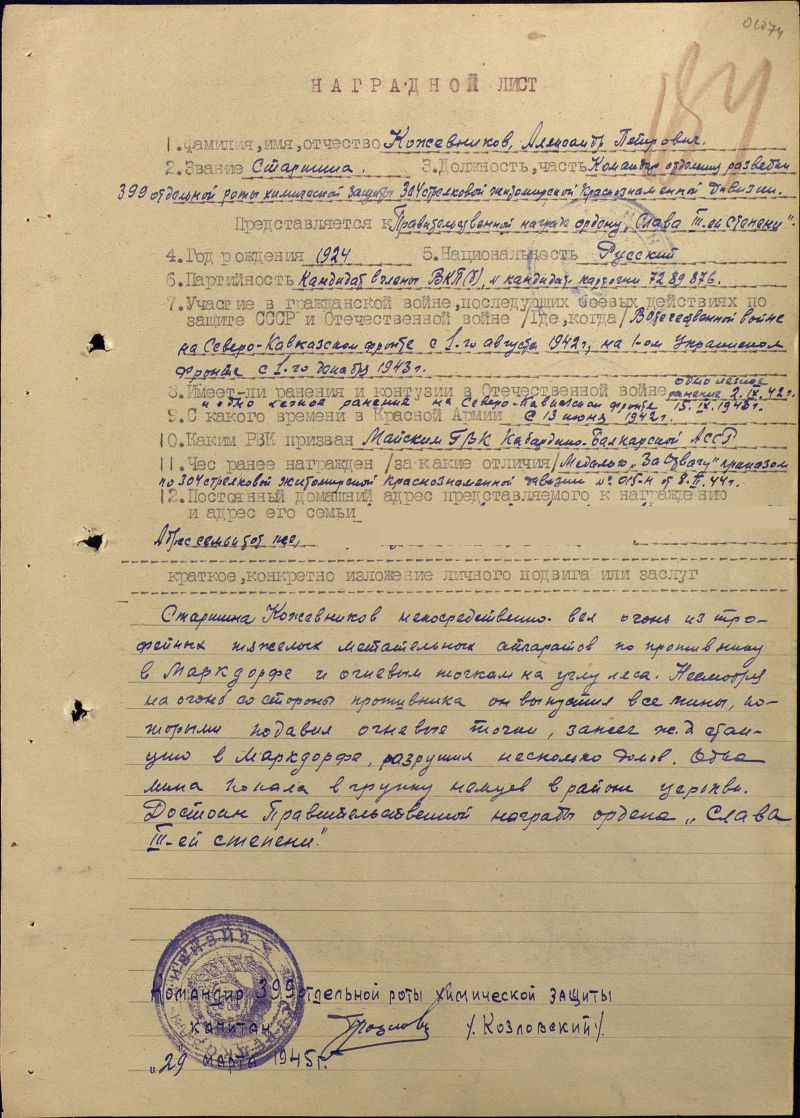 01074
184
НАГРАДНОЙ ЛИСТ
1. фамилия, имя, отчество Кожевников, Александр Петрович.
2. Звание Старшина. 3. Должность, часть Командир отделения разведки
399 отдельной роты химической защиты 304 стрелковой житомирской Краснознаменной Дивизии.
Представляется к Правительственной награде ордену „Слава III-ей степени".
4. Год рождения 1924 5. Национальность Русский
6. Партийность Кандидат в члены ВКП(б), № кандидат. карточки 7289876.
7. Участие в гражданской войне, последующих боевых действиях по
защите СССР и Отечественной войне /Где, когда/ В отечественной войне
на Северо-Кавказском фронте с 1-го августа 1942 г, на 1-ом Украинском
фронте с 1-го декабря 1943 г.
8. Имеет-ли ранения и контузии в Отечественной войне одно легкое
ранение 2.IX.42 г.
и одно легкое ранений на Северо-Кавказском фронте 15.IX.1943 г.
9. С какого времени в Красной Армии с 13 июня 1942 г.
10. Каким РВК призван Майским РВК Кабардино-Балкарской АССР
11. Чес ранее награжден /за какие отличия/ Медалью „За Отвагу" приказом
по 304 стрелковой житомирской Краснознаменной дивизии № 015-н от 8.II.44 г.
12. Постоянный домашний адрес представляемого к награждению
и адрес его семьи
Адрес семьи
краткое, конкретно изложение личного подвига или заслуг
Старшина Кожевников непосредственно вел огонь из тро-
фейных тяжелых метательных аппаратов по противнику
в Маркдорфе и огневым точкам на углу леса. Несмотря
на огонь со стороны противника он выпустил все мины, ко-
торыми подавил огневые точки, зажег ж.д стан-
цию в Маркдорфе, разрушил несколько домов. Одна
мина попала в группу немцев в районе церкви.
Достоин Правительственной награды ордена „Слава
III-ей степени."
Командир 399 отдельной роты химической защиты
капитан /Козловский/.
„29 марта 1945 г.